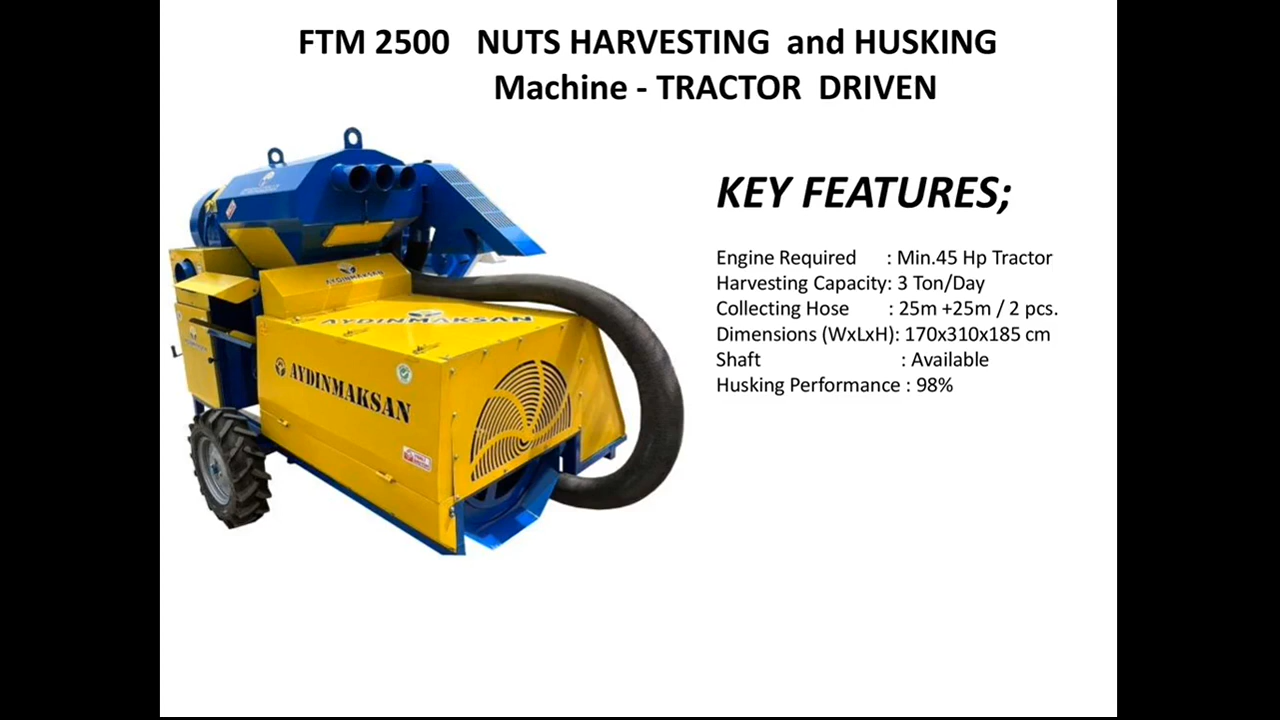 FTM 2500 NUTS HARVESTING and HUSKING
Machine - TRACTOR DRIVEN
KEY FEATURES;
Engine Required : Min.45 Hp Tractor
Harvesting Capacity: 3 Ton/Day
Collecting Hose : 25m +25m / 2 pcs.
Dimensions (WxLxH): 170x310x185 cm
Shaft : Available
Husking Performance : 98%
AYDINMAKSAN
AYDINMAKSAN
AYDINMAKSAN